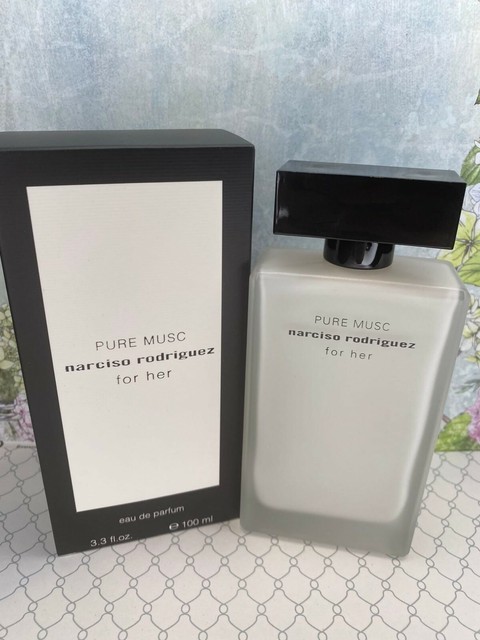 PURE MUSC
narciso rodriguez
for her
eau de parfum
3.3 fl.oz. ℮ 100 ml
PURE MUSC
narciso rodriguez
for her